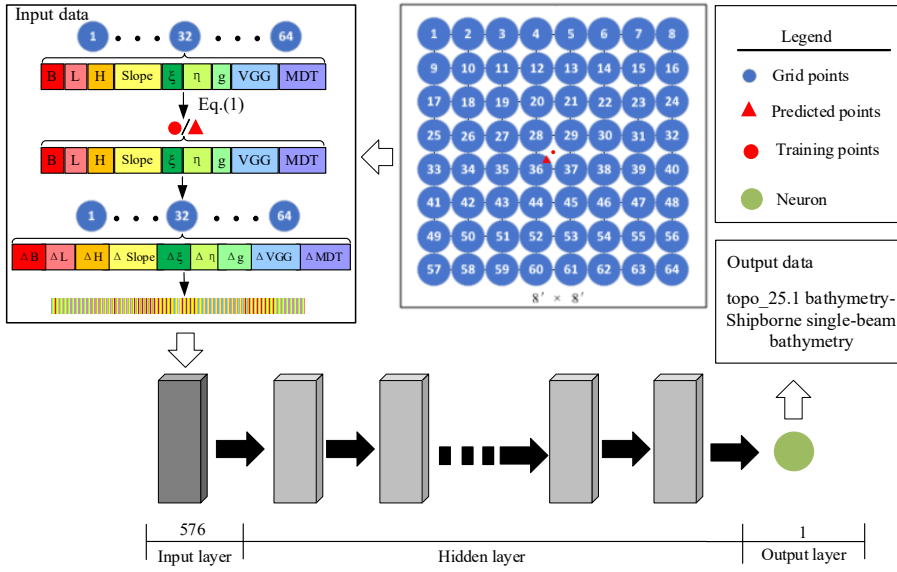 Input data
1 32 64
B L H Slope ξ η g VGG MDT
Eq.(1)
B L H Slope ξ η g VGG MDT
1 32 64
ΔB ΔL ΔH Δ Slope Δξ Δ η Δg ΔVGG ΔMDT
1 2 3 4 5 6 7 8
9 10 11 12 13 14 15 16
17 18 19 20 21 22 23 24
25 26 27 28 29 30 31 32
33 34 35 36 37 38 39 40
41 42 43 44 45 46 47 48
49 50 51 52 53 54 55 56
57 58 59 60 61 62 63 64
8′ × 8′
Legend
Grid points
Predicted points
Training points
Neuron
Output data
topo_25.1 bathymetry-
Shipborne single-beam
bathymetry
576
1
Input layer
Hidden layer
Output layer